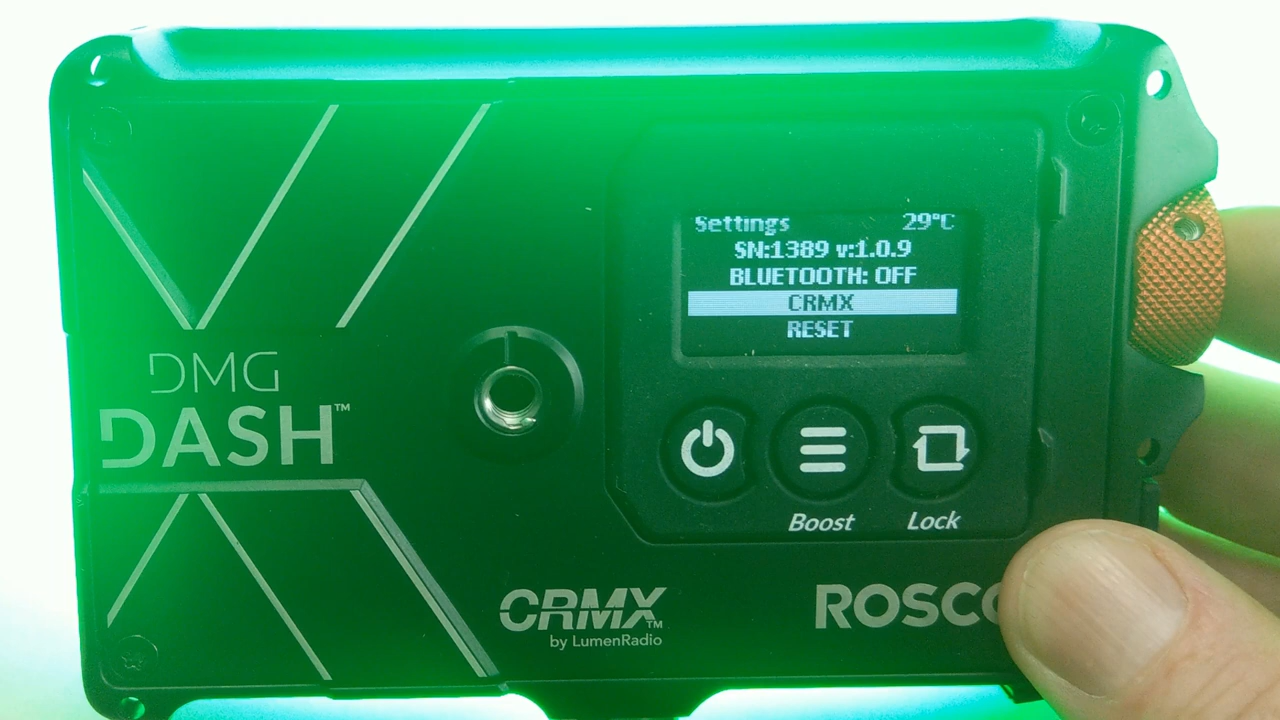 Settings 29°C
SN:1389 v:1.0.9
BLUETOOTH: OFF
CRMX
RESET
DMG
DASH™
Boost Lock
CRMX™
by LumenRadio
ROSCO